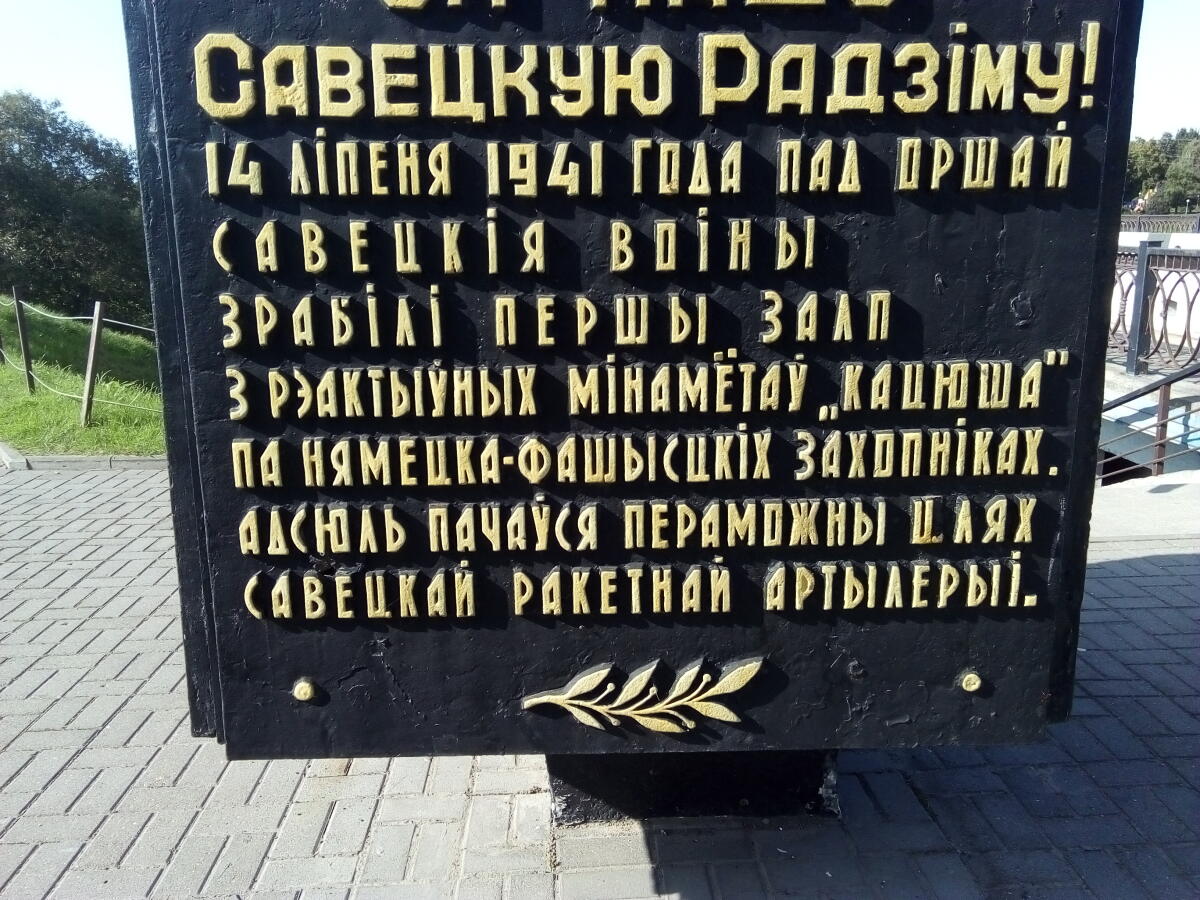 Савецкую Радзіму!
14 ліпеня 1941 года пад Оршай
савецкія воіны
зрабілі першы залп
з рэактыўных мінамётаў „Кацюша"
па нямецка-фашысцкіх захопніках.
Адсюль пачаўся пераможны шлях
савецкай ракетнай артылерыі.